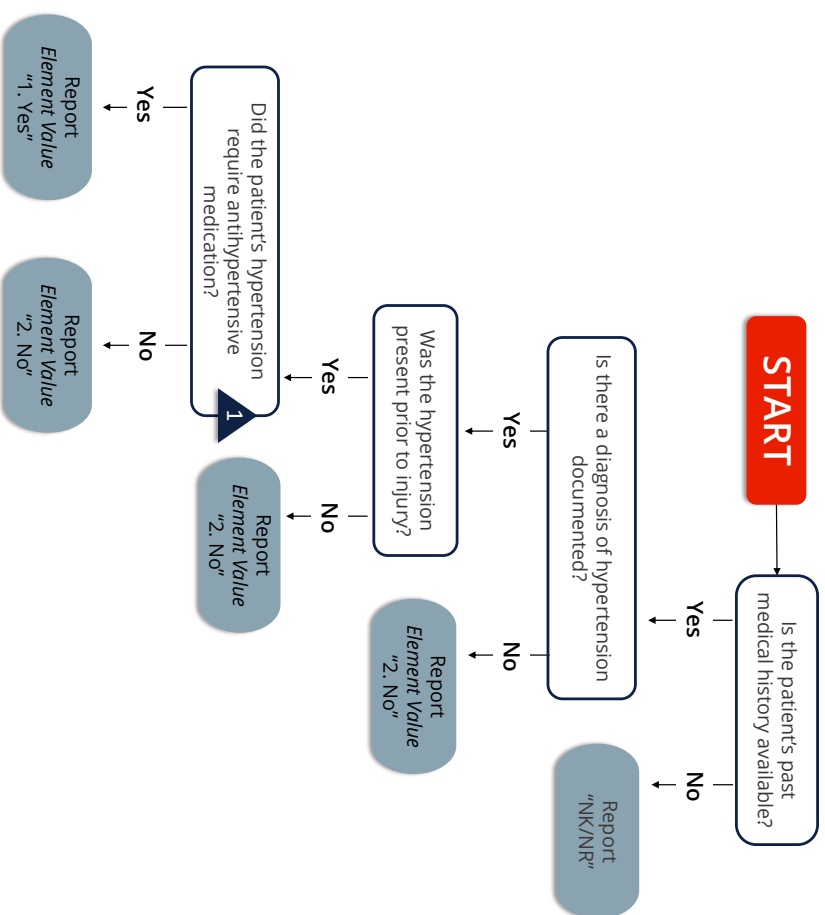 START
Is the patient's past
medical history available?
Yes
No
Report
"NK/NR"
Is there a diagnosis of hypertension
documented?
Yes
No
Report
Element Value
"2. No"
Was the hypertension
present prior to injury?
Yes
No
Report
Element Value
"2. No"
Did the patient's hypertension
require antihypertensive
medication?
1
Yes
No
Report
Element Value
"1. Yes"
Report
Element Value
"2. No"